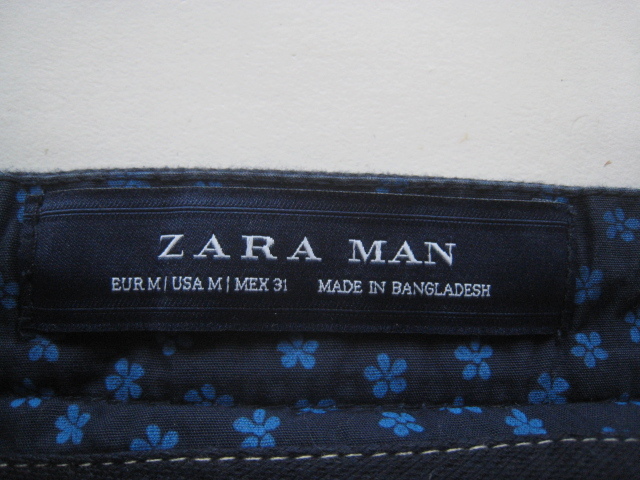 ZARA MAN
EUR M | USA M | MEX 31 MADE IN BANGLADESH